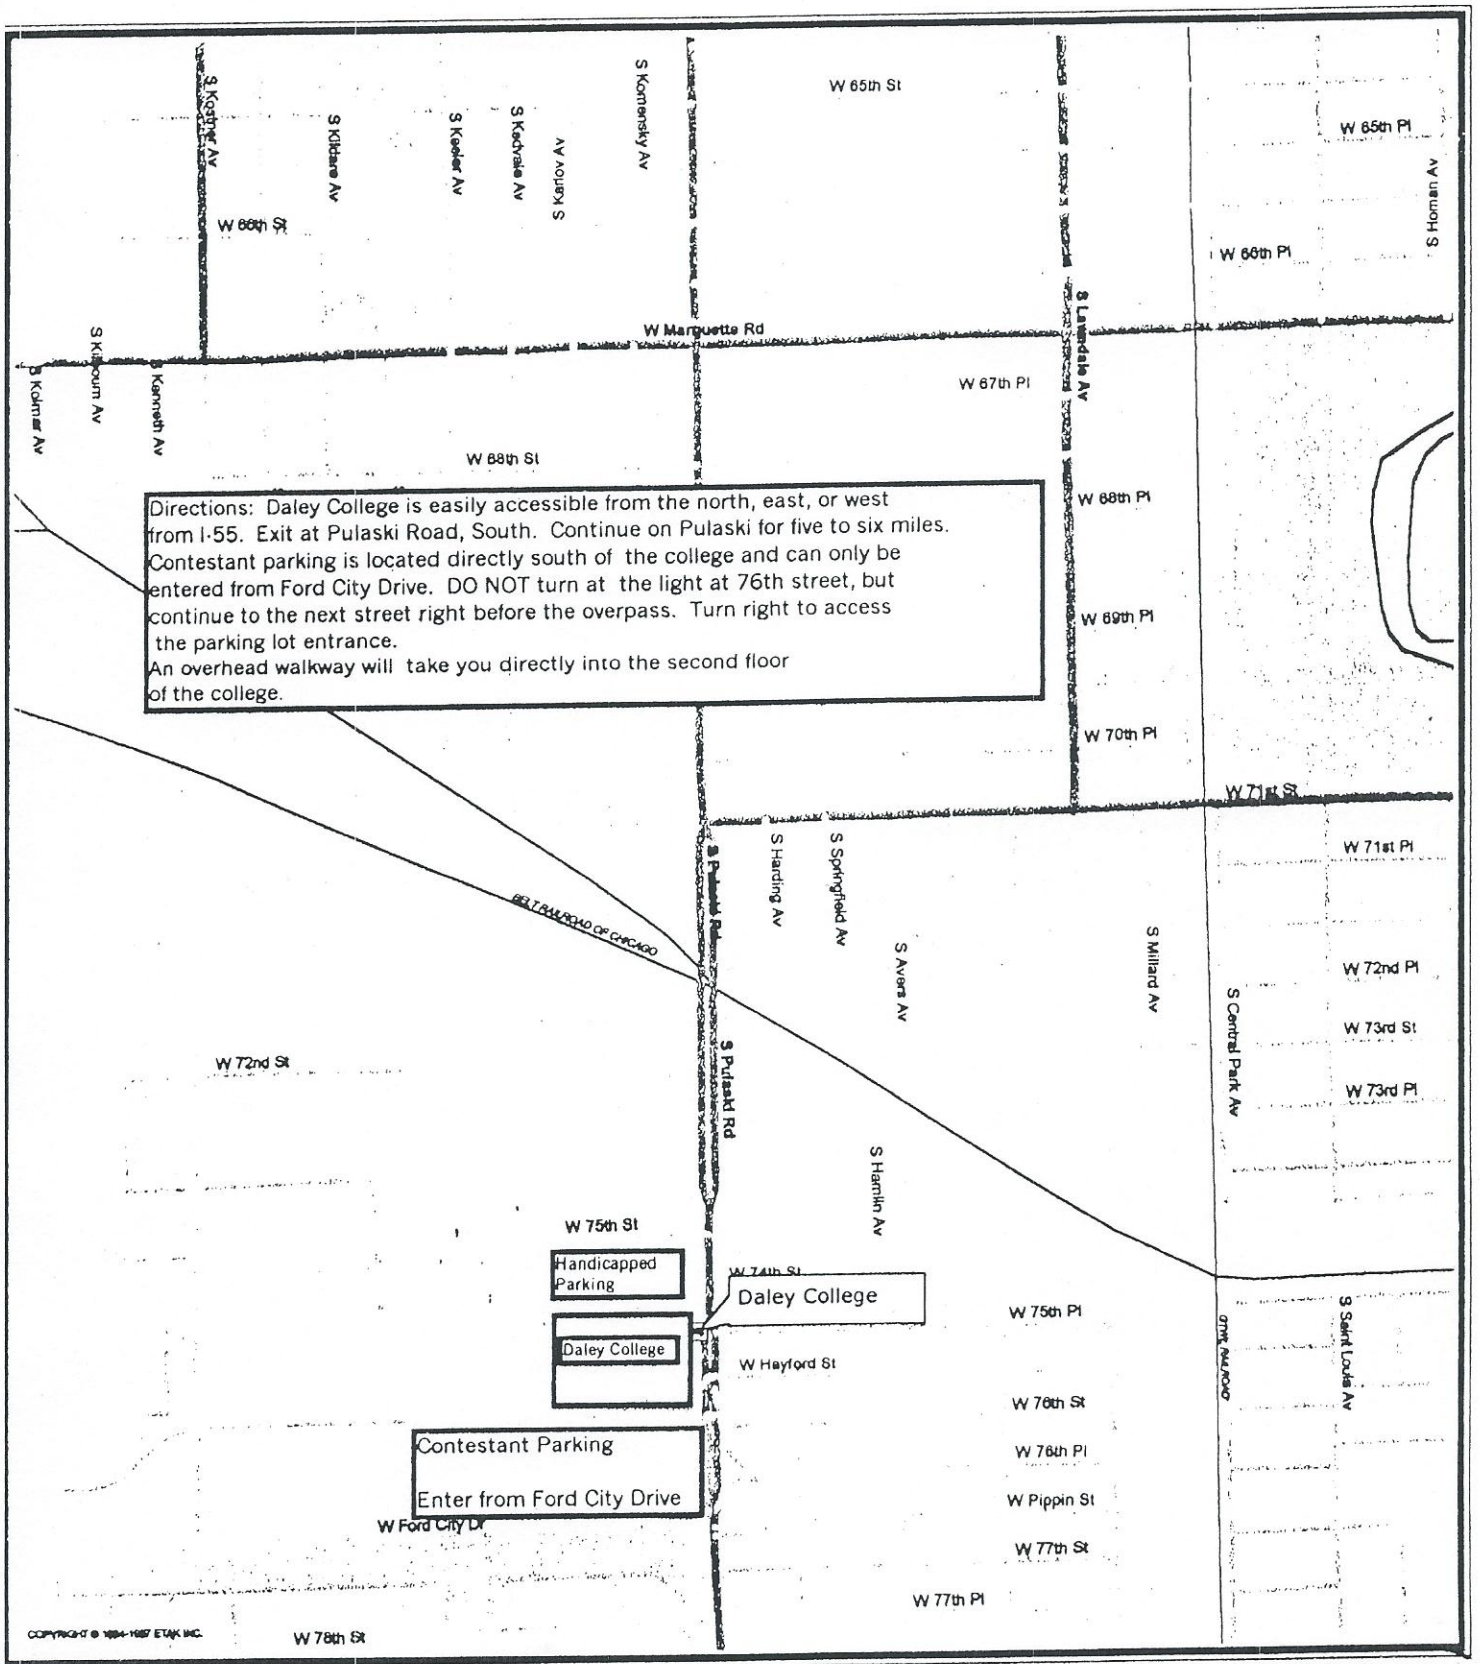 W 65th St
S Komensky Av
S Kostner Av
S Kildare Av
S Keeler Av
S Kedvale Av
S Karlov Av
W 65th Pl
S Homan Av
W 66th St
W 66th Pl
S Lawndale Av
W Marquette Rd
S Kolmar Av
S Kilbourn Av
S Kenneth Av
W 67th Pl
W 68th St
Directions: Daley College is easily accessible from the north, east, or west
from I-55. Exit at Pulaski Road, South. Continue on Pulaski for five to six miles.
Contestant parking is located directly south of the college and can only be
entered from Ford City Drive. DO NOT turn at the light at 76th street, but
continue to the next street right before the overpass. Turn right to access
the parking lot entrance.
An overhead walkway will take you directly into the second floor
of the college.
W 68th Pl
W 69th Pl
W 70th Pl
W 71st St
S Pulaski Rd
S Harding Av
S Springfield Av
W 71st Pl
BELT RAILROAD OF CHICAGO
S Avers Av
S Millard Av
W 72nd Pl
S Central Park Av
W 73rd St
W 72nd St
S Pulaski Rd
W 73rd Pl
S Hamlin Av
W 75th St
Handicapped
Parking
W 74th St
Daley College
W 75th Pl
S Saint Louis Av
Daley College
W Hayford St
RAILROAD
W 76th St
Contestant Parking
W 76th Pl
Enter from Ford City Drive
W Pippin St
W Ford City Dr
W 77th St
W 77th Pl
COPYRIGHT © 1994-1997 ETAK INC.
W 78th St